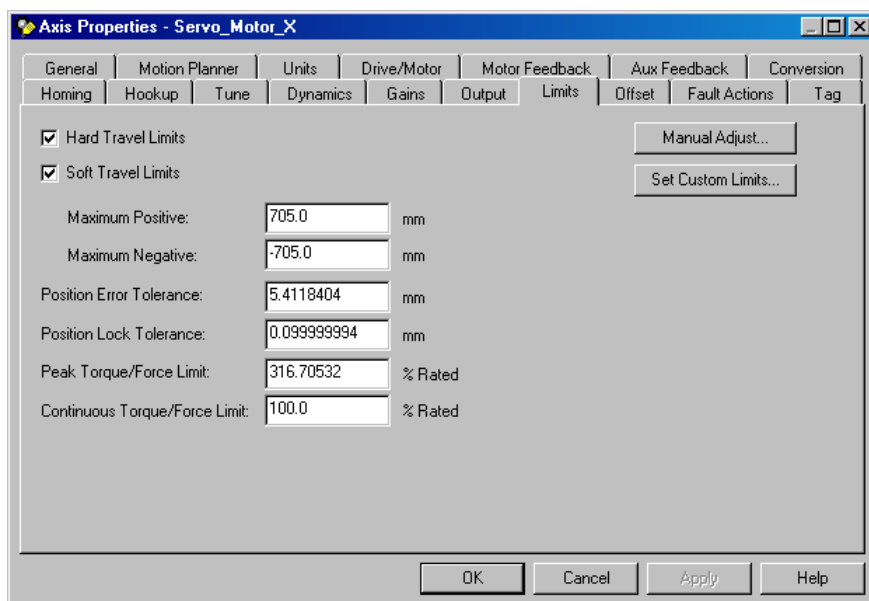 Axis Properties - Servo_Motor_X
General Motion Planner Units Drive/Motor Motor Feedback Aux Feedback Conversion
Homing Hookup Tune Dynamics Gains Output Limits Offset Fault Actions Tag
Hard Travel Limits Manual Adjust...
Soft Travel Limits Set Custom Limits...
Maximum Positive: 705.0 mm
Maximum Negative: -705.0 mm
Position Error Tolerance: 5.4118404 mm
Position Lock Tolerance: 0.099999994 mm
Peak Torque/Force Limit: 316.70532 % Rated
Continuous Torque/Force Limit: 100.0 % Rated
OK Cancel Apply Help